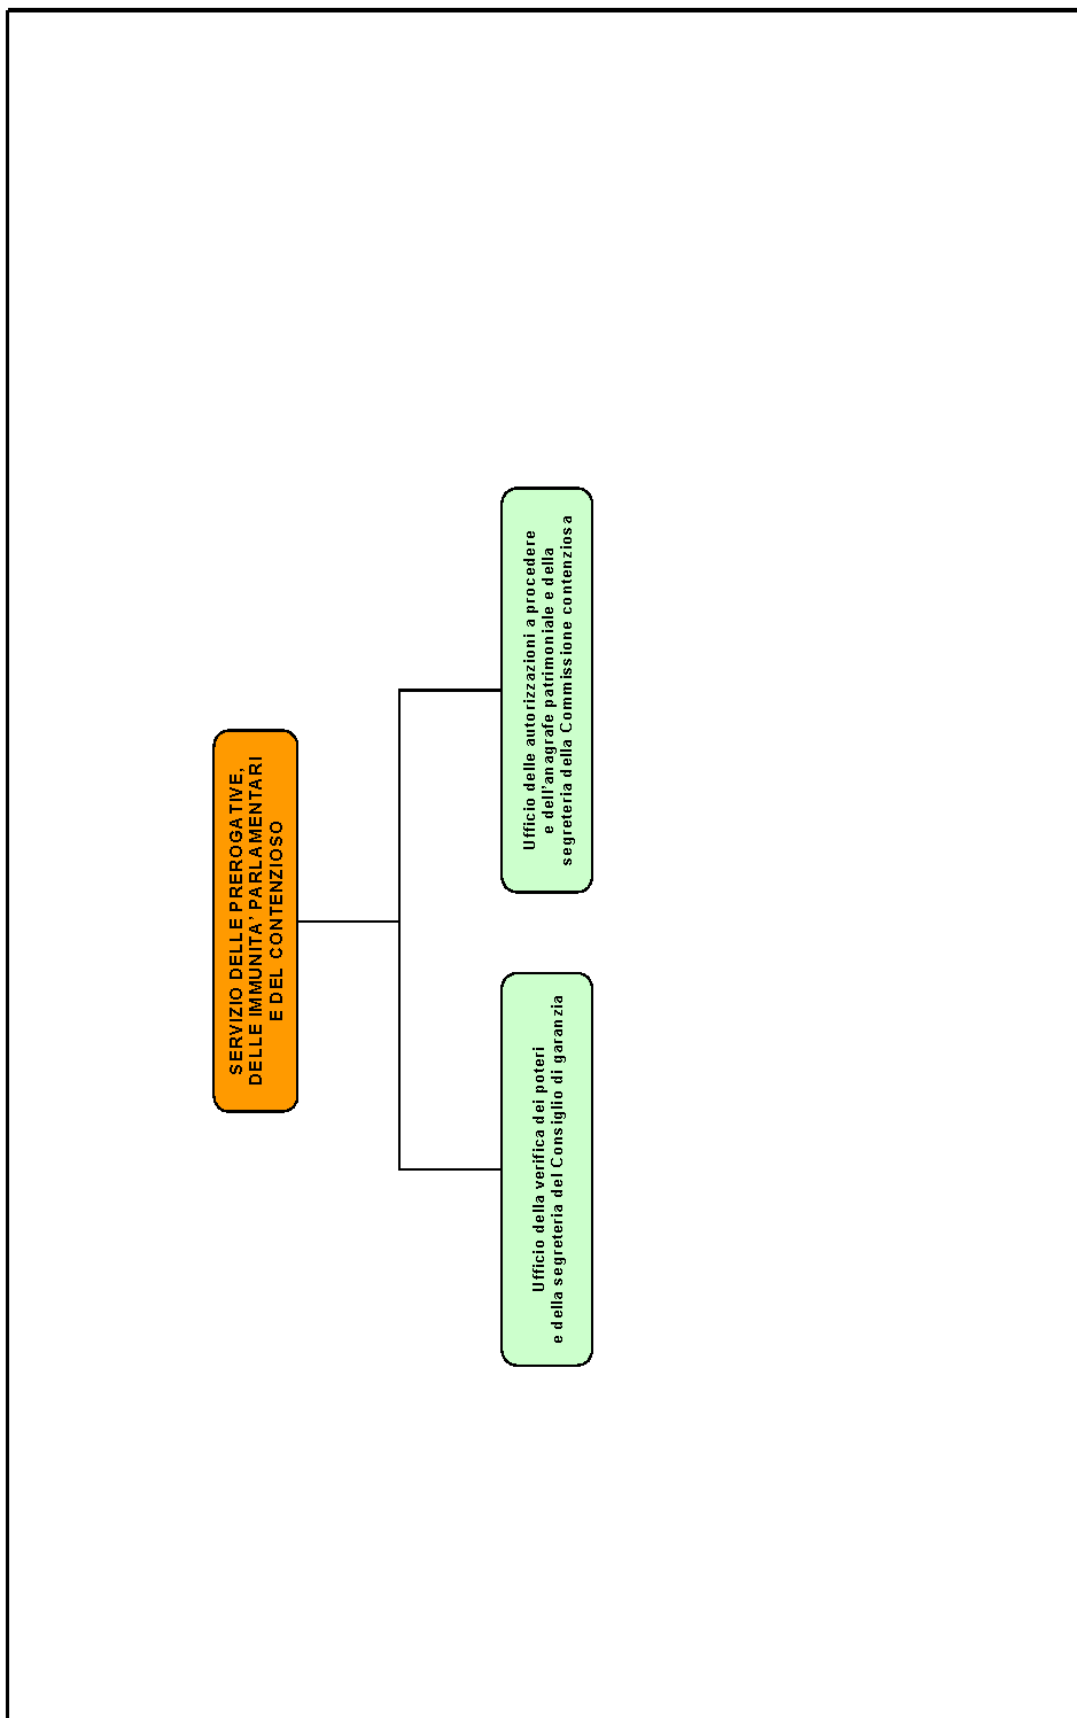 SERVIZIO DELLE PREROGATIVE,
DELLE IMMUNITA' PARLAMENTARI
E DEL CONTENZIOSO
Ufficio della verifica dei poteri
e della segreteria del Consiglio di garanzia
Ufficio delle autorizzazioni a procedere
e dell'anagrafe patrimoniale e della
segreteria della Commissione contenziosa